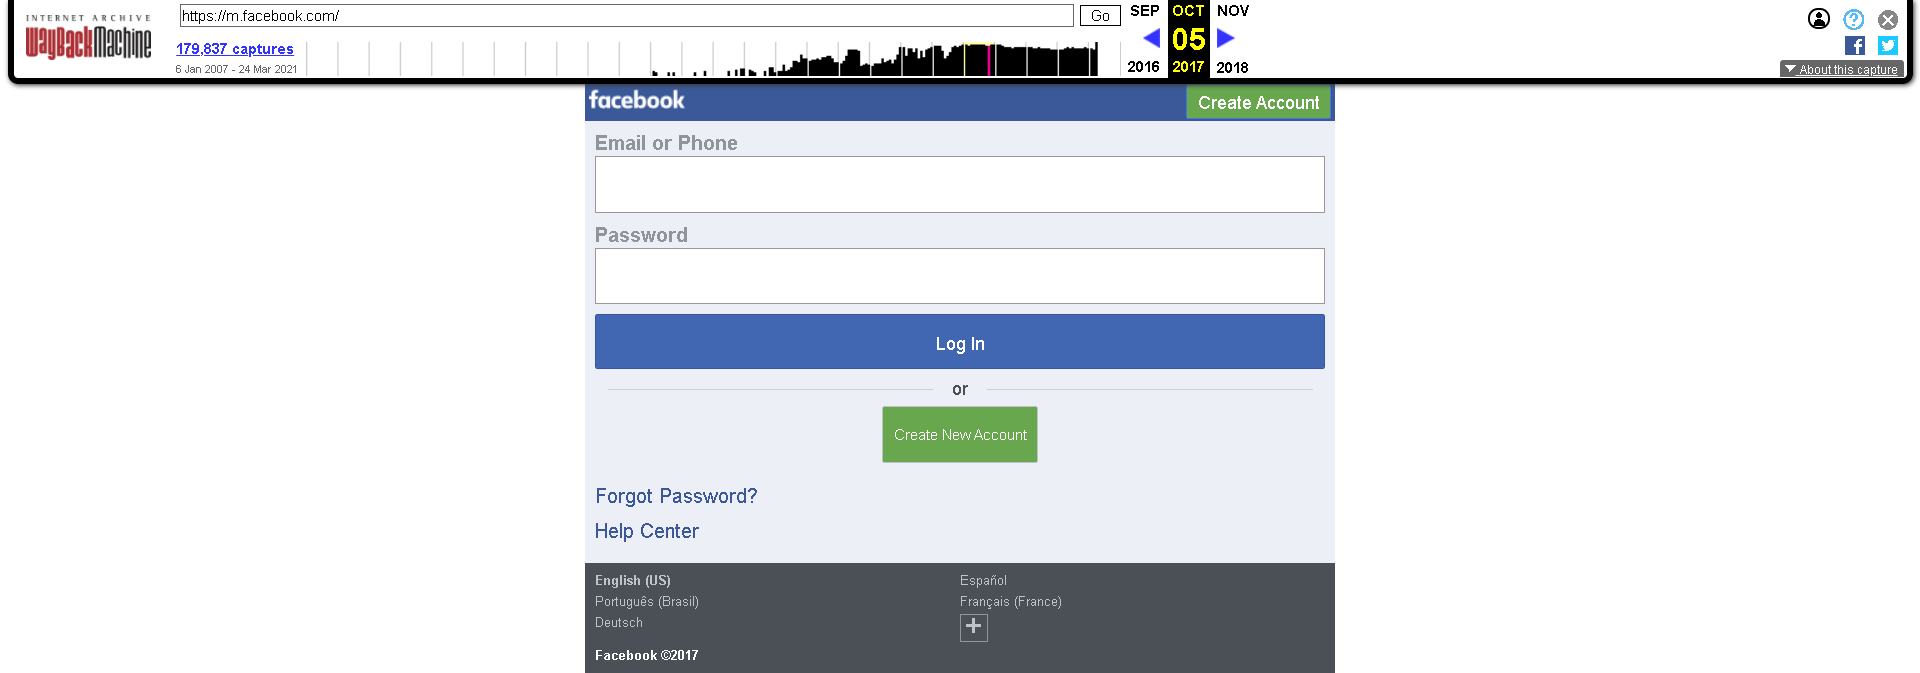 INTERNET ARCHIVE
WayBackMachine
https://m.facebook.com/
Go
179,837 captures
6 Jan 2007 - 24 Mar 2021
SEP OCT NOV
05
2016 2017 2018
About this capture
facebook
Create Account
Email or Phone
Password
Log In
or
Create New Account
Forgot Password?
Help Center
English (US)
Español
Português (Brasil)
Français (France)
Deutsch
Facebook ©2017